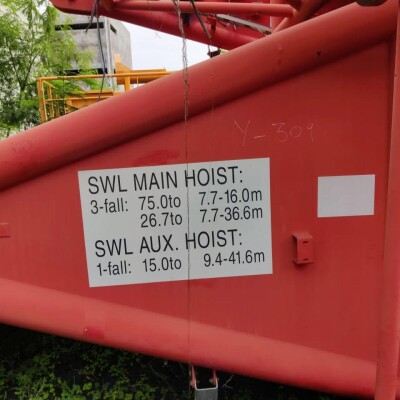 Y-309
SWL MAIN HOIST:
3-fall: 75.0to 7.7-16.0m
26.7to 7.7-36.6m
SWL AUX. HOIST:
1-fall: 15.0to 9.4-41.6m